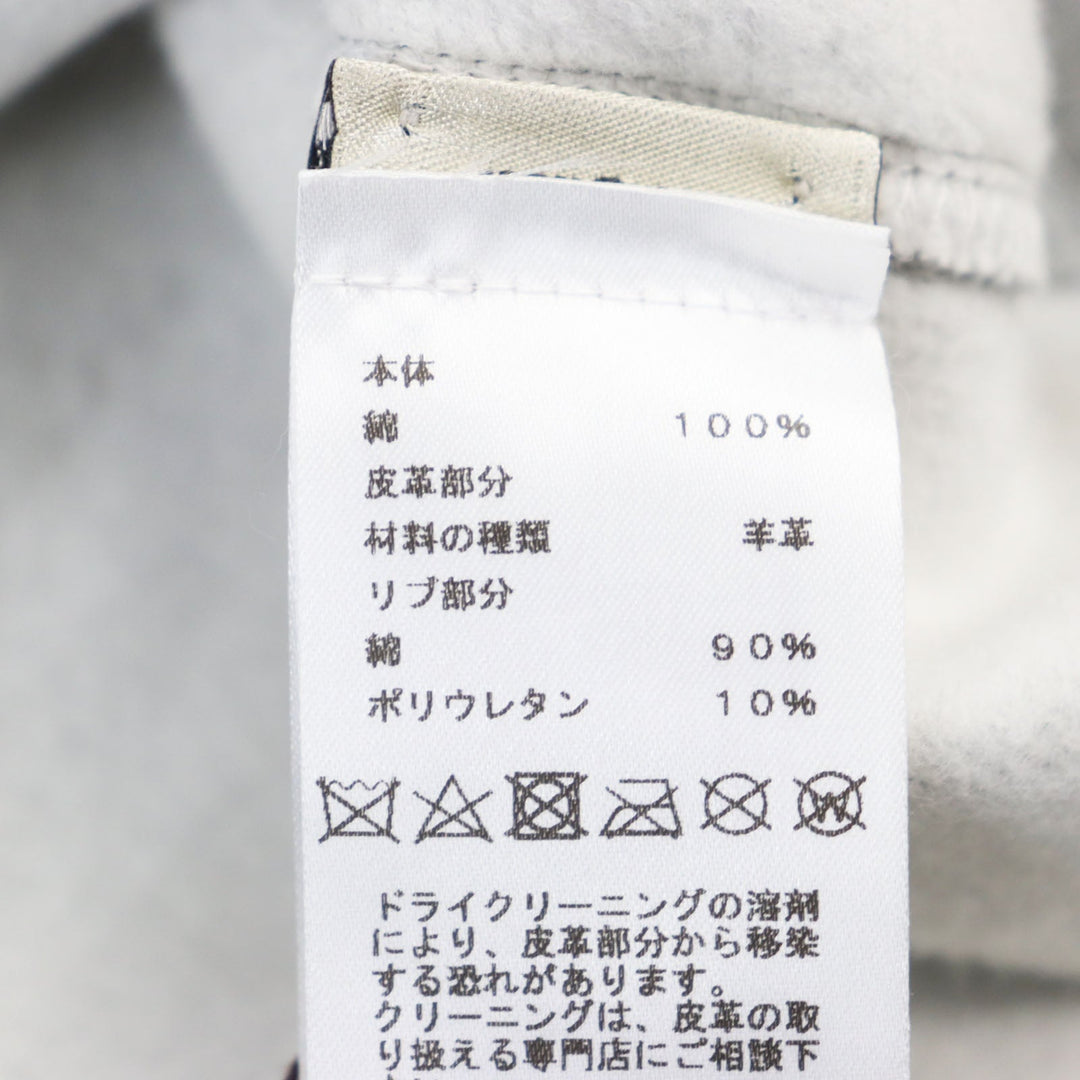 本体
綿 100%
皮革部分
材料の種類 羊革
リブ部分
綿 90%
ポリウレタン 10%
W
ドライクリーニングの溶剤
により、皮革部分から移染
する恐れがあります。
クリーニングは、皮革の取
り扱える専門店にご相談下